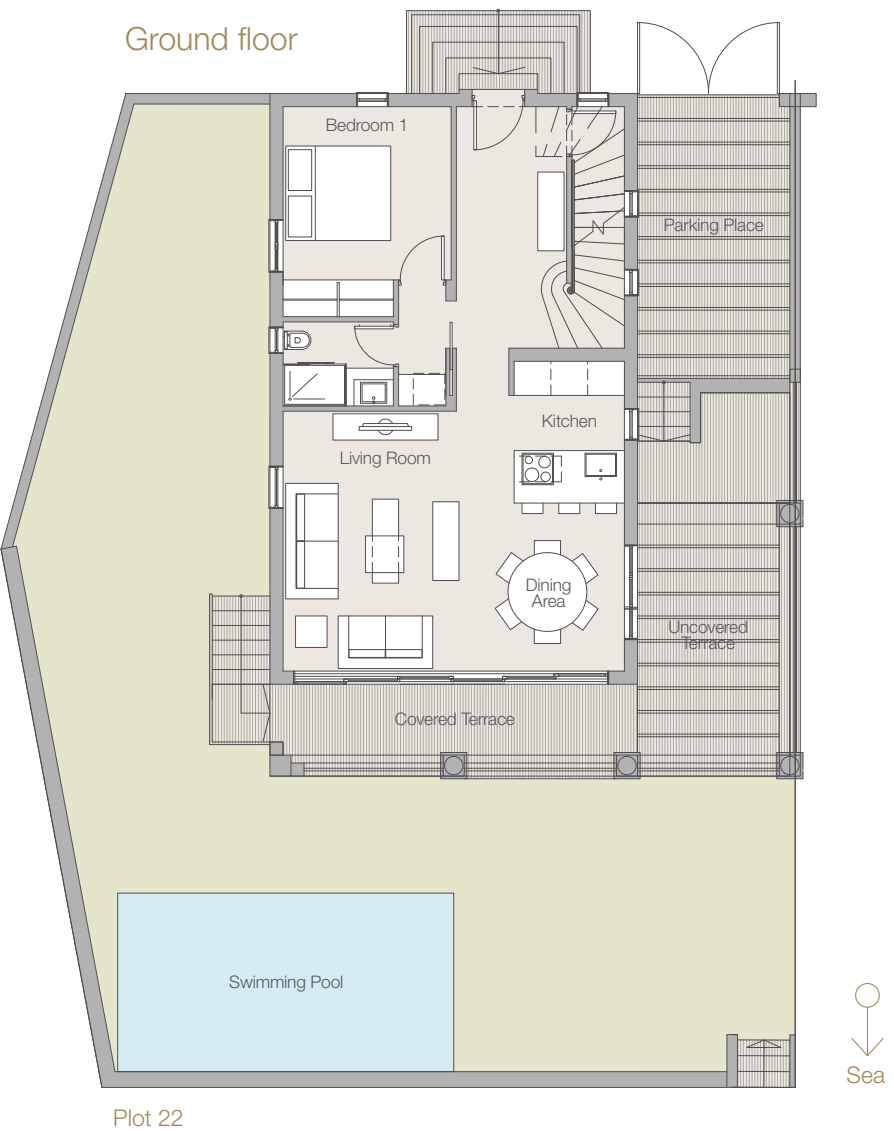 Ground floor
Bedroom 1
Parking Place
Kitchen
Living Room
Dining
Area
Uncovered
Terrace
Covered Terrace
Swimming Pool
Sea
Plot 22